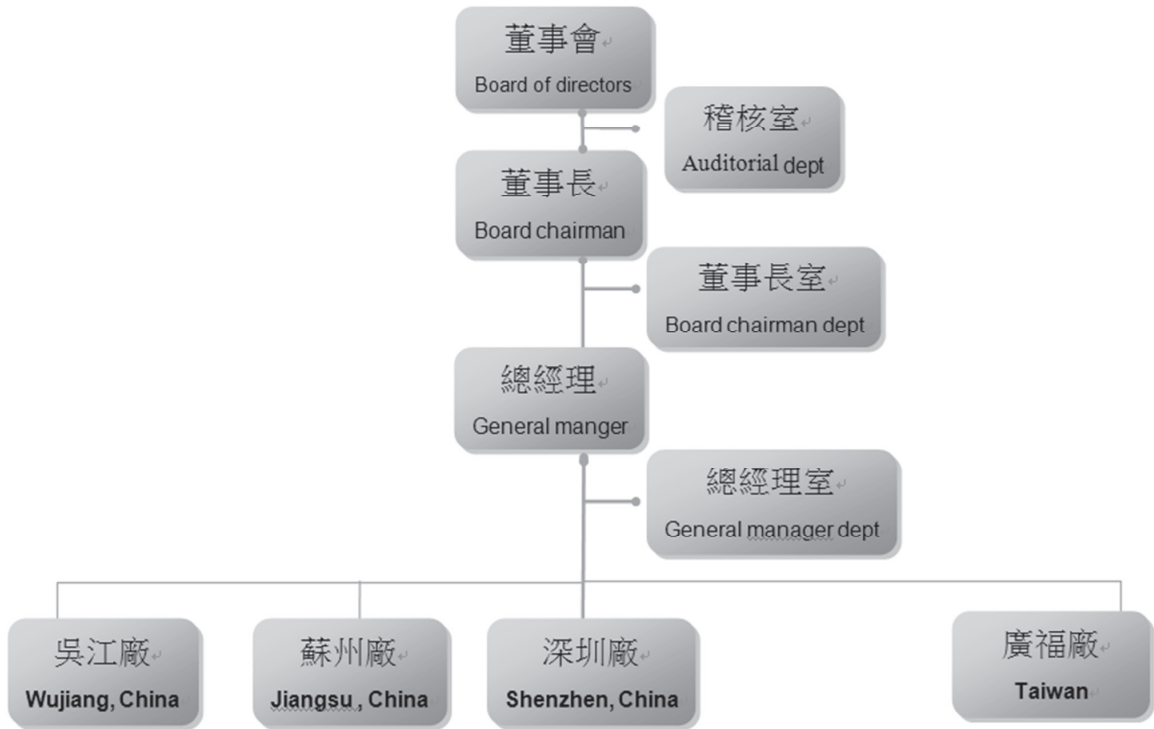 董事會
Board of directors
稽核室
Auditorial dept
董事長
Board chairman
董事長室
Board chairman dept
總經理
General manger
總經理室
General manager dept
吳江廠
Wujiang, China
蘇州廠
Jiangsu , China
深圳廠
Shenzhen, China
廣福廠
Taiwan